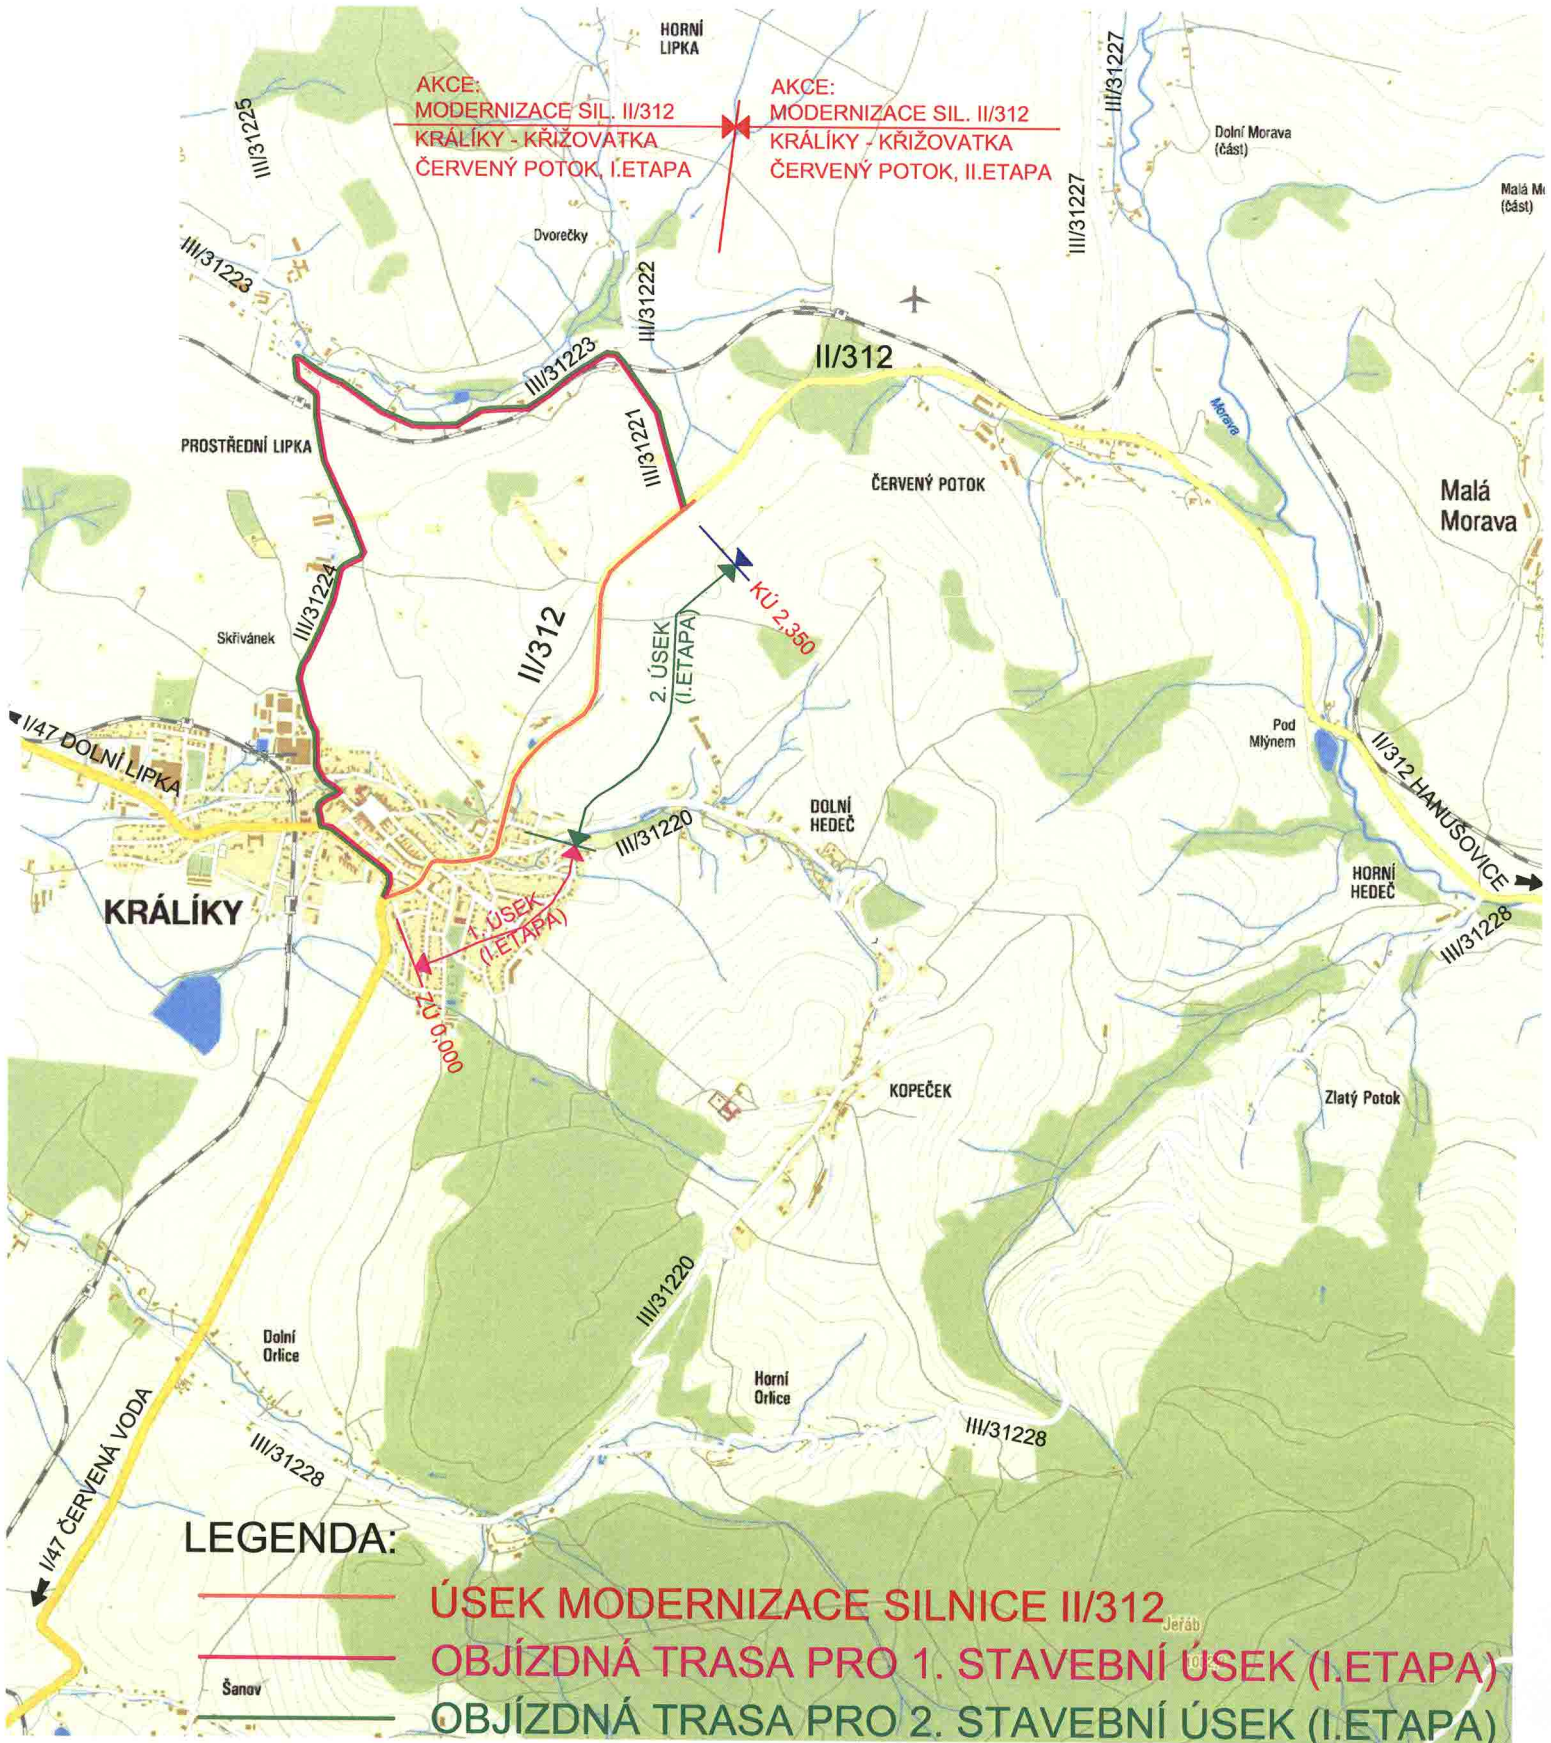 HORNÍ
LIPKA
AKCE:
MODERNIZACE SIL. II/312
KRÁLÍKY - KŘIŽOVATKA
ČERVENÝ POTOK, I.ETAPA
AKCE:
MODERNIZACE SIL. II/312
KRÁLÍKY - KŘIŽOVATKA
ČERVENÝ POTOK, II.ETAPA
III/31225
III/31227
Dolní Morava
(část)
III/31227
Malá
(část)
Dvorečky
III/31223
III/31222
III/31223
II/312
III/31221
Morava
PROSTŘEDNÍ LIPKA
ČERVENÝ POTOK
Malá
Morava
III/31224
KÚ 2,350
II/312
2. ÚSEK
(I.ETAPA)
Skřivánek
I/47 DOLNÍ LIPKA
Pod
Mlýnem
II/312 HANUŠOVICE
DOLNÍ
HEDEČ
III/31220
HORNÍ
HEDEČ
III/31228
KRÁLÍKY
1. ÚSEK
(I.ETAPA)
ZÚ 0,000
KOPEČEK
Zlatý Potok
III/31220
Dolní
Orlice
Horní
Orlice
III/31228
III/31228
I/47 ČERVENÁ VODA
LEGENDA:
ÚSEK MODERNIZACE SILNICE II/312
Jeřáb
OBJÍZDNÁ TRASA PRO 1. STAVEBNÍ ÚSEK (I.ETAPA)
Šanov
OBJÍZDNÁ TRASA PRO 2. STAVEBNÍ ÚSEK (I.ETAPA)